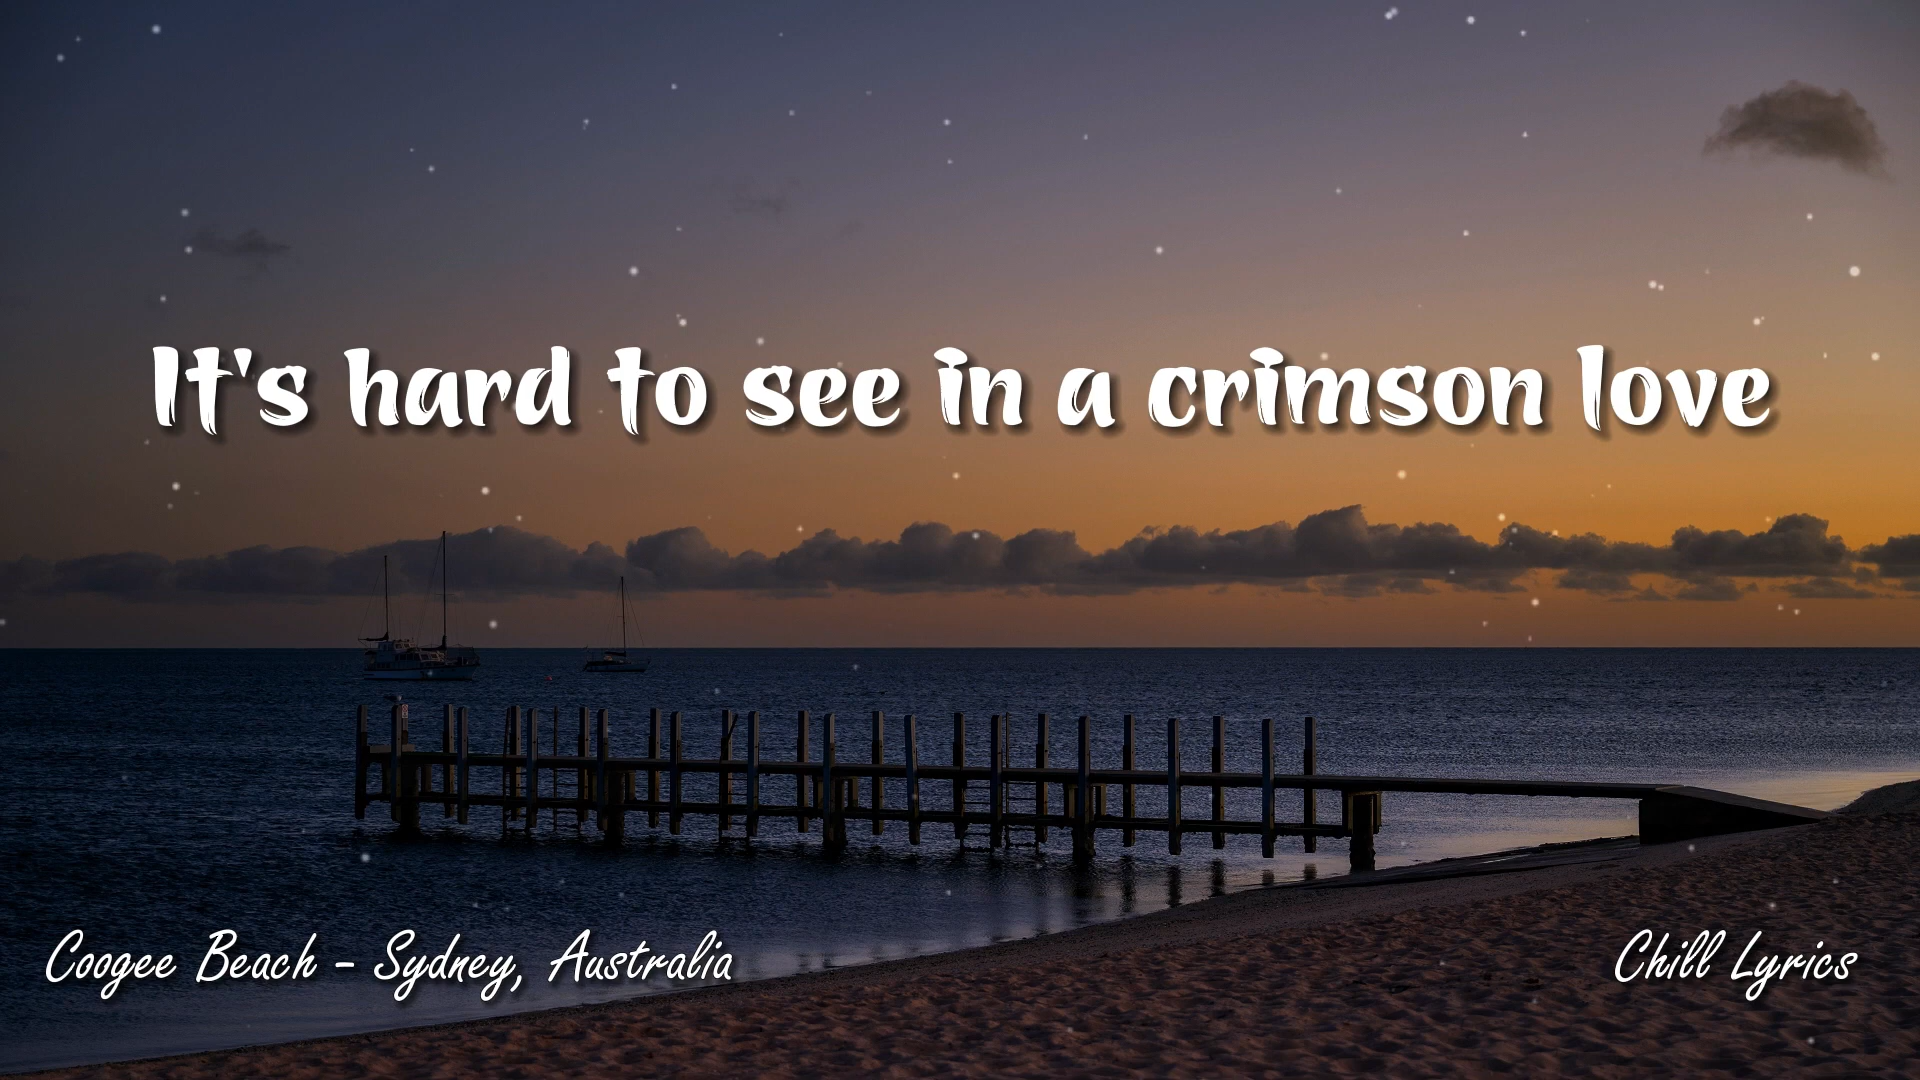 It's hard to see in a crimson love
Coogee Beach - Sydney, Australia
Chill Lyrics